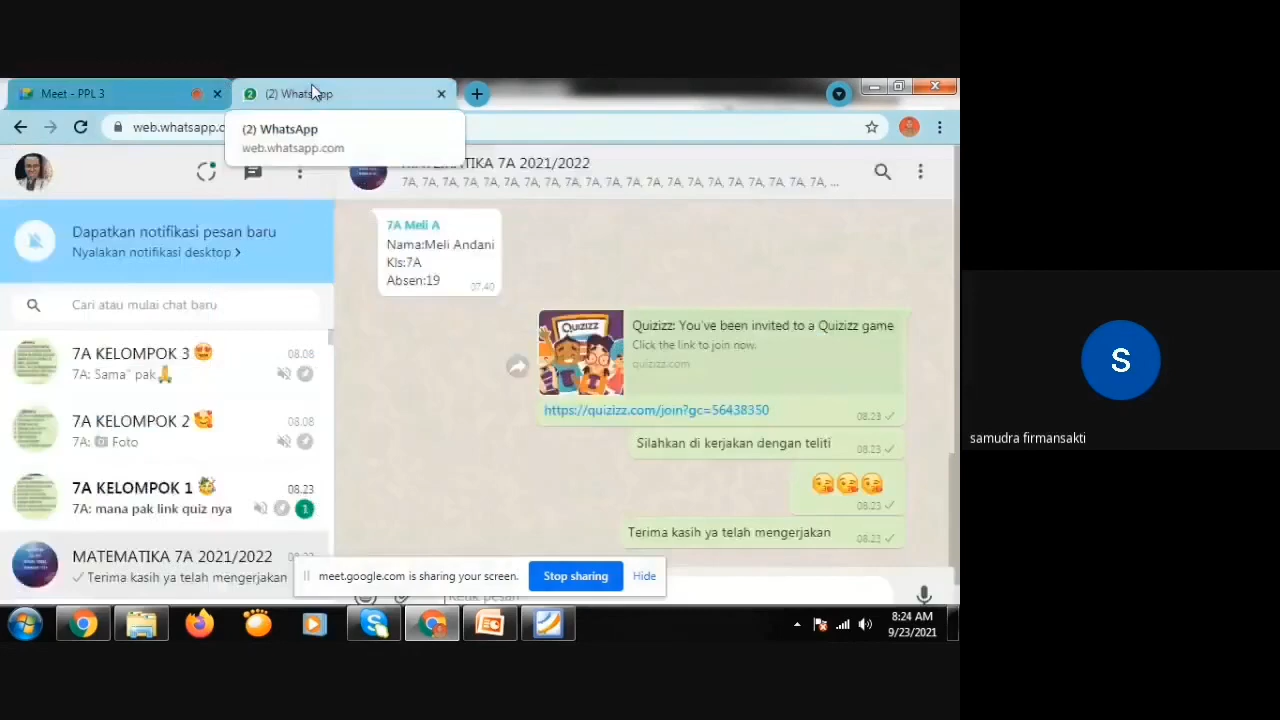 Meet - PPL 3
(2) WhatsApp
web.whatsapp.c
(2) WhatsApp
web.whatsapp.com
TIKA 7A 2021/2022
7A, 7A, 7A, 7A, 7A, 7A, 7A, 7A, 7A, 7A, 7A, 7A, 7A, 7A, 7A, 7A, 7A, 7A, 7A, 7A, 7A, ...
Dapatkan notifikasi pesan baru
Nyalakan notifikasi desktop >
Cari atau mulai chat baru
7A KELOMPOK 3 😍 08.08
7A: Sama" pak🙏
7A KELOMPOK 2 🥰 08.08
7A: Foto
7A KELOMPOK 1 08.23
7A: mana pak link quiz nya 1
MATEMATIKA 7A 2021/2022
✓ Terima kasih ya telah mengerjakan
7A Meli A
Nama:Meli Andani
Kls:7A
Absen:19
07.40
Quizizz
Quizizz: You've been invited to a Quizizz game
Click the link to join now.
quizizz.com
https://quizizz.com/join?gc=56438350
08.23 ✓
Silahkan di kerjakan dengan teliti 08.23 ✓
😘😘😘
08.23 ✓
Terima kasih ya telah mengerjakan 08.23 ✓
meet.google.com is sharing your screen. Stop sharing Hide
8:24 AM
9/23/2021
S
samudra firmansakti